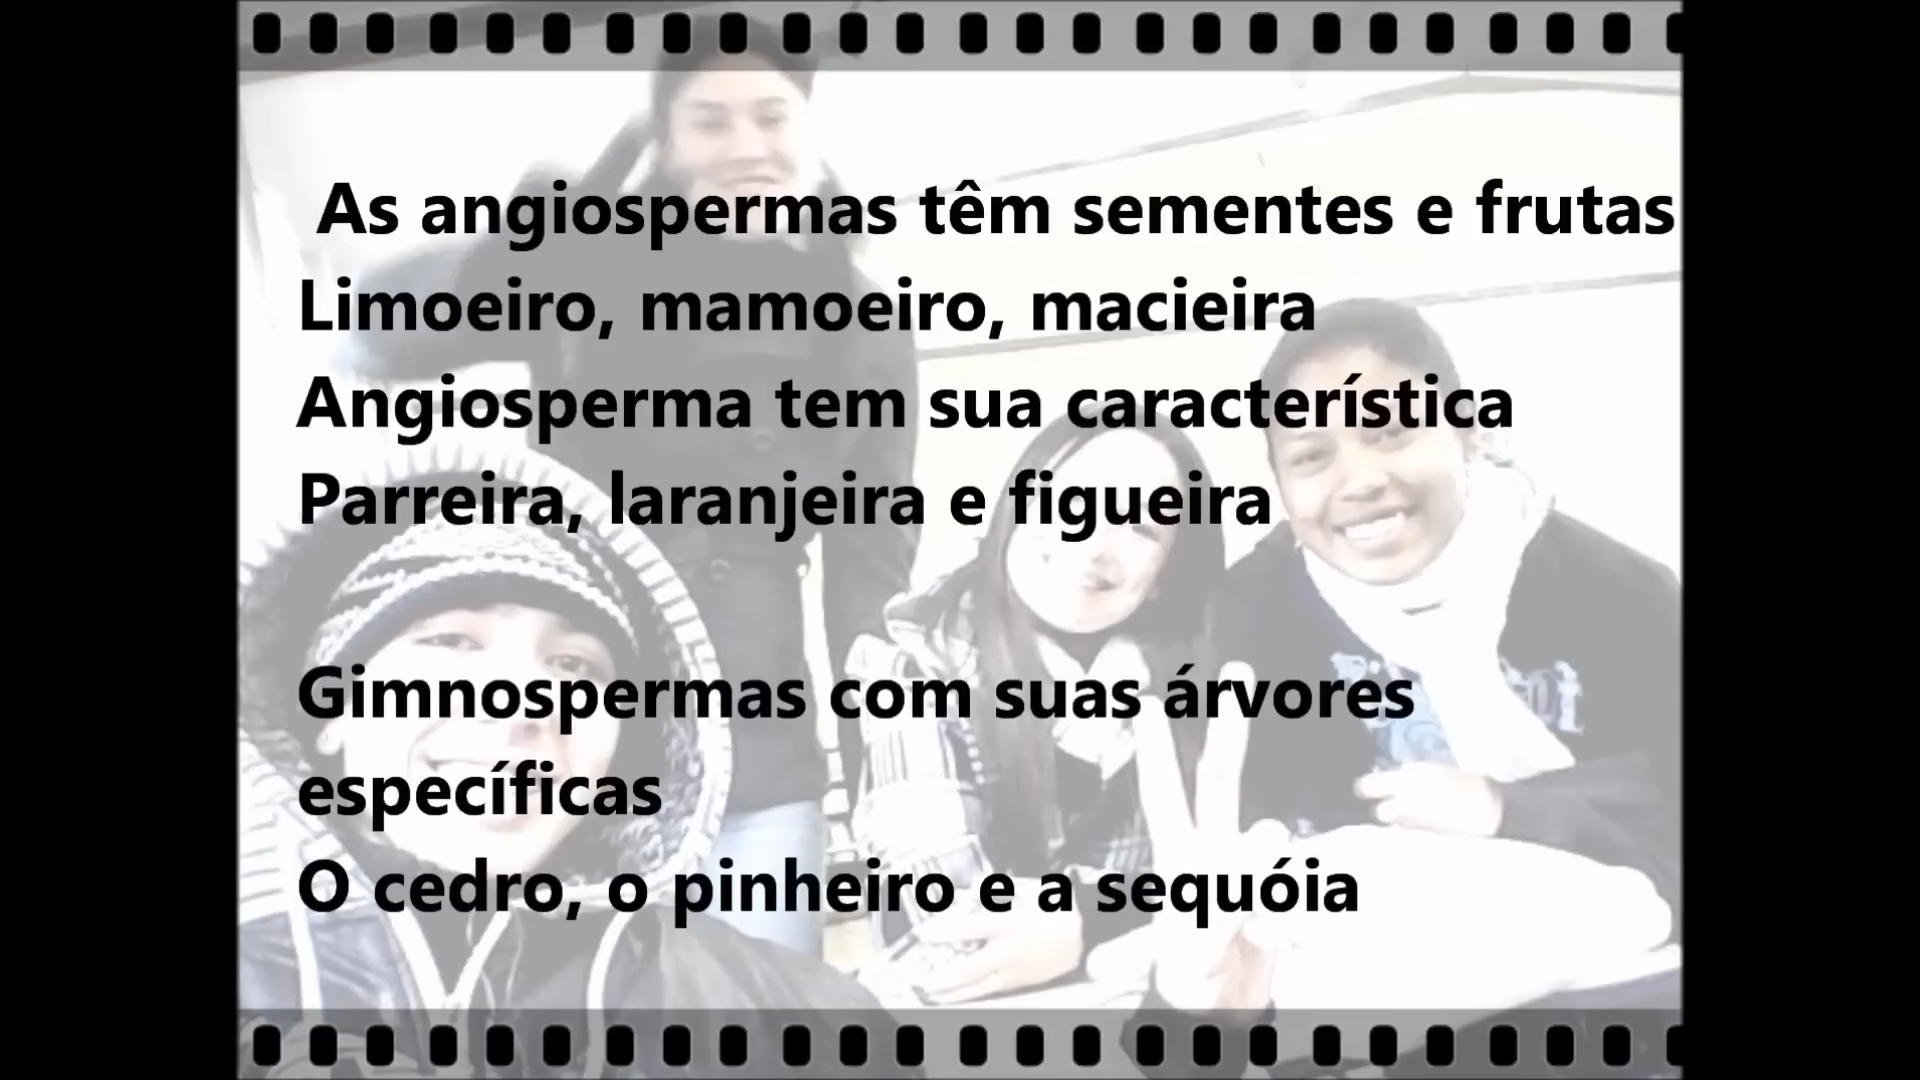 As angiospermas têm sementes e frutas
Limoeiro, mamoeiro, macieira
Angiosperma tem sua característica
Parreira, laranjeira e figueira
Gimnospermas com suas árvores
específicas
O cedro, o pinheiro e a sequóia